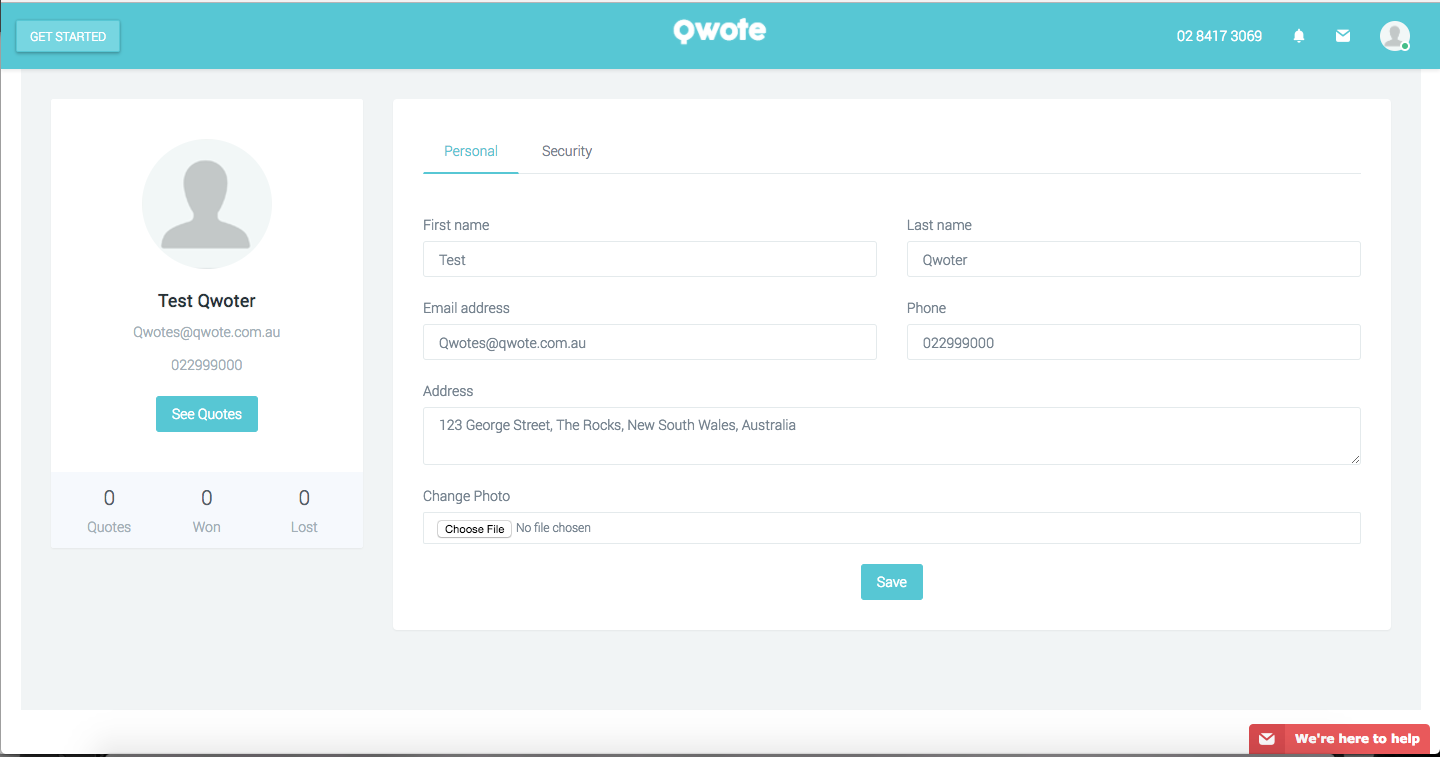 GET STARTED
Qwote
02 8417 3069
Test Qwoter
Qwotes@qwote.com.au
022999000
See Quotes
0 0 0
Quotes Won Lost
Personal Security
First name Last name
Test Qwoter
Email address Phone
Qwotes@qwote.com.au 022999000
Address
123 George Street, The Rocks, New South Wales, Australia
Change Photo
Choose File No file chosen
Save
We're here to help